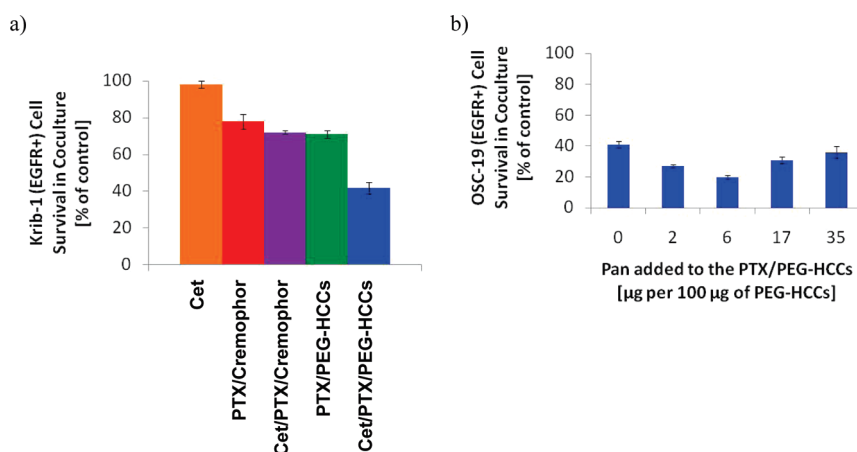 a)
Krib-1 (EGFR+) Cell
Survival in Coculture
[% of control]
100
80
60
40
20
0
Cet
PTX/Cremophor
Cet/PTX/Cremophor
PTX/PEG-HCCs
Cet/PTX/PEG-HCCs
b)
OSC-19 (EGFR+) Cell
Survival in Coculture
[% of control]
100
80
60
40
20
0
0 2 6 17 35
Pan added to the PTX/PEG-HCCs
[µg per 100 µg of PEG-HCCs]